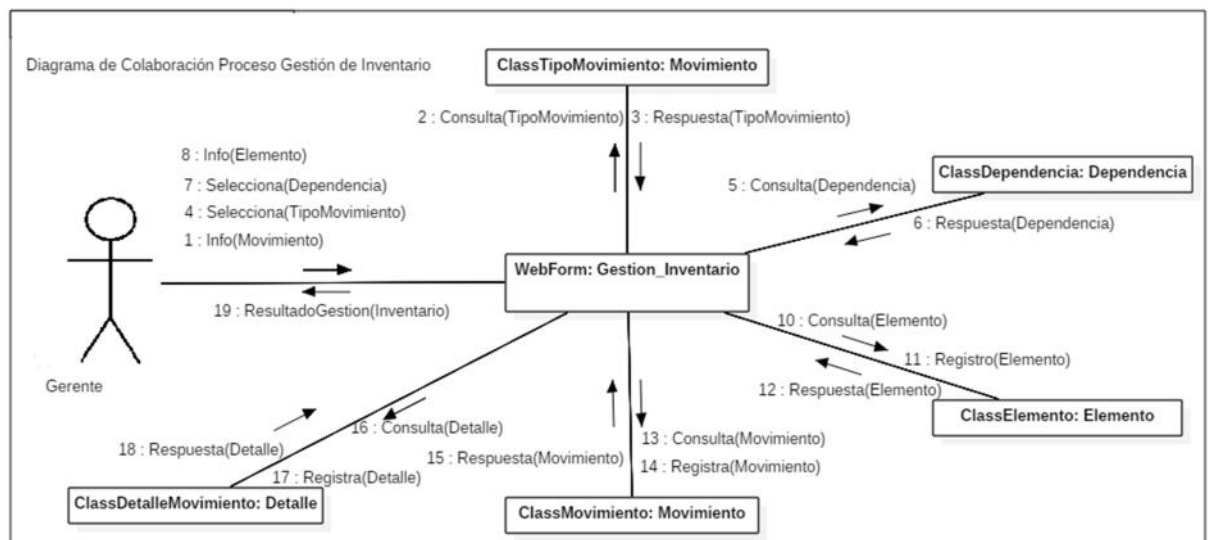 Diagrama de Colaboración Proceso Gestión de Inventario
ClassTipoMovimiento: Movimiento
2 : Consulta(TipoMovimiento)
3 : Respuesta(TipoMovimiento)
8 : Info(Elemento)
7 : Selecciona(Dependencia)
4 : Selecciona(TipoMovimiento)
1 : Info(Movimiento)
ClassDependencia: Dependencia
5 : Consulta(Dependencia)
6 : Respuesta(Dependencia)
WebForm: Gestion_Inventario
19 : ResultadoGestion(Inventario)
Gerente
10 : Consulta(Elemento)
11 : Registro(Elemento)
12 : Respuesta(Elemento)
ClassElemento: Elemento
16 : Consulta(Detalle)
18 : Respuesta(Detalle)
17 : Registra(Detalle)
13 : Consulta(Movimiento)
15 : Respuesta(Movimiento)
14 : Registra(Movimiento)
ClassDetalleMovimiento: Detalle
ClassMovimiento: Movimiento